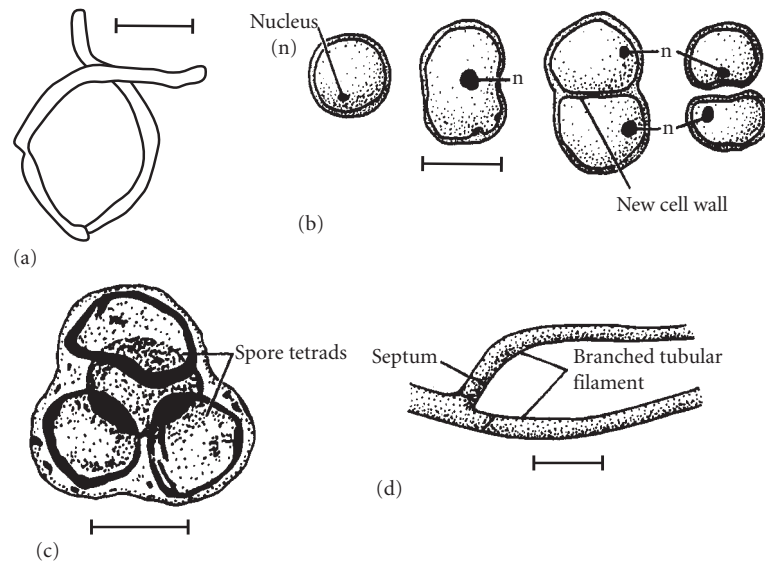 (a)
Nucleus
(n)
n
n
n
New cell wall
(b)
Spore tetrads
(c)
Septum
Branched tubular
filament
(d)